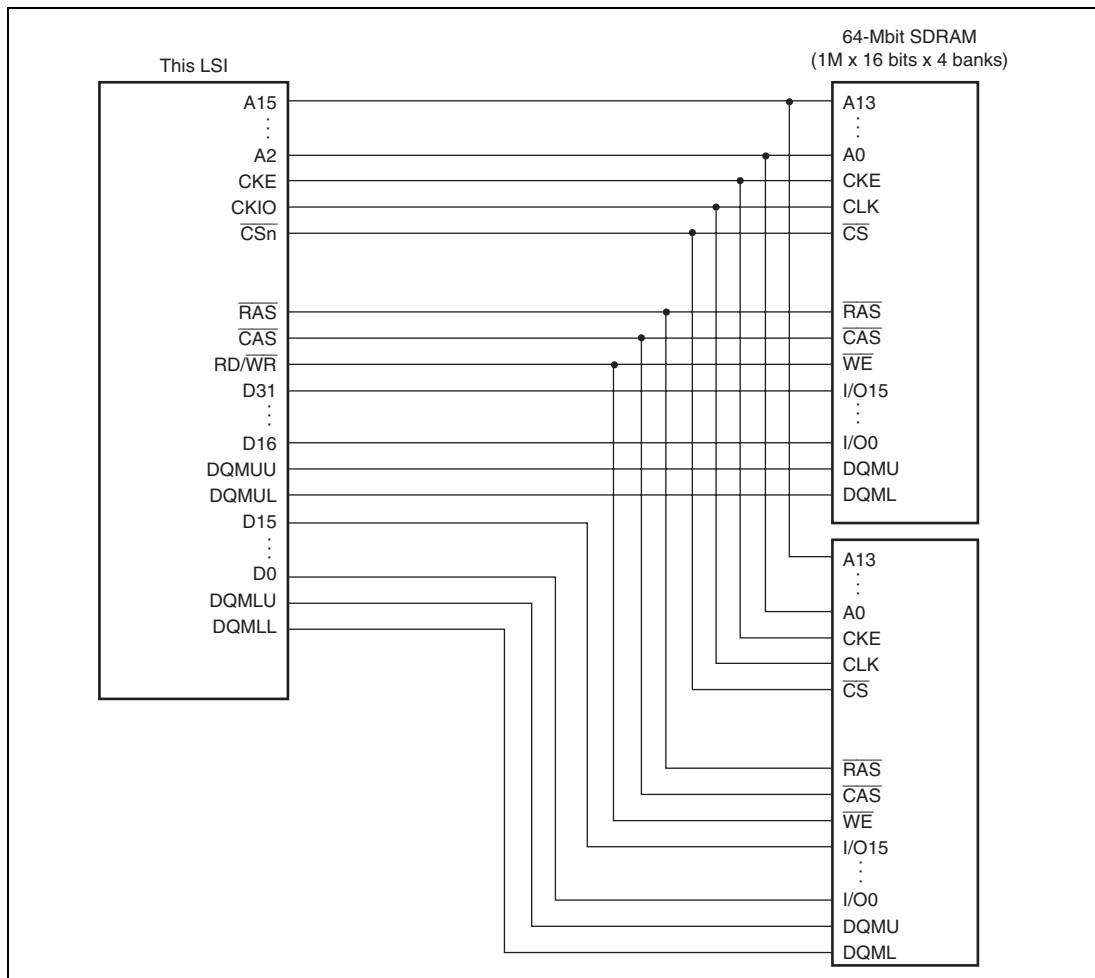 64-Mbit SDRAM
(1M x 16 bits x 4 banks)
This LSI
A15
A2
CKE
CKIO
CSn
RAS
CAS
RD/WR
D31
D16
DQMUU
DQMUL
D15
D0
DQMLU
DQMLL
A13
A0
CKE
CLK
CS
RAS
CAS
WE
I/O15
I/O0
DQMU
DQML
A13
A0
CKE
CLK
CS
RAS
CAS
WE
I/O15
I/O0
DQMU
DQML